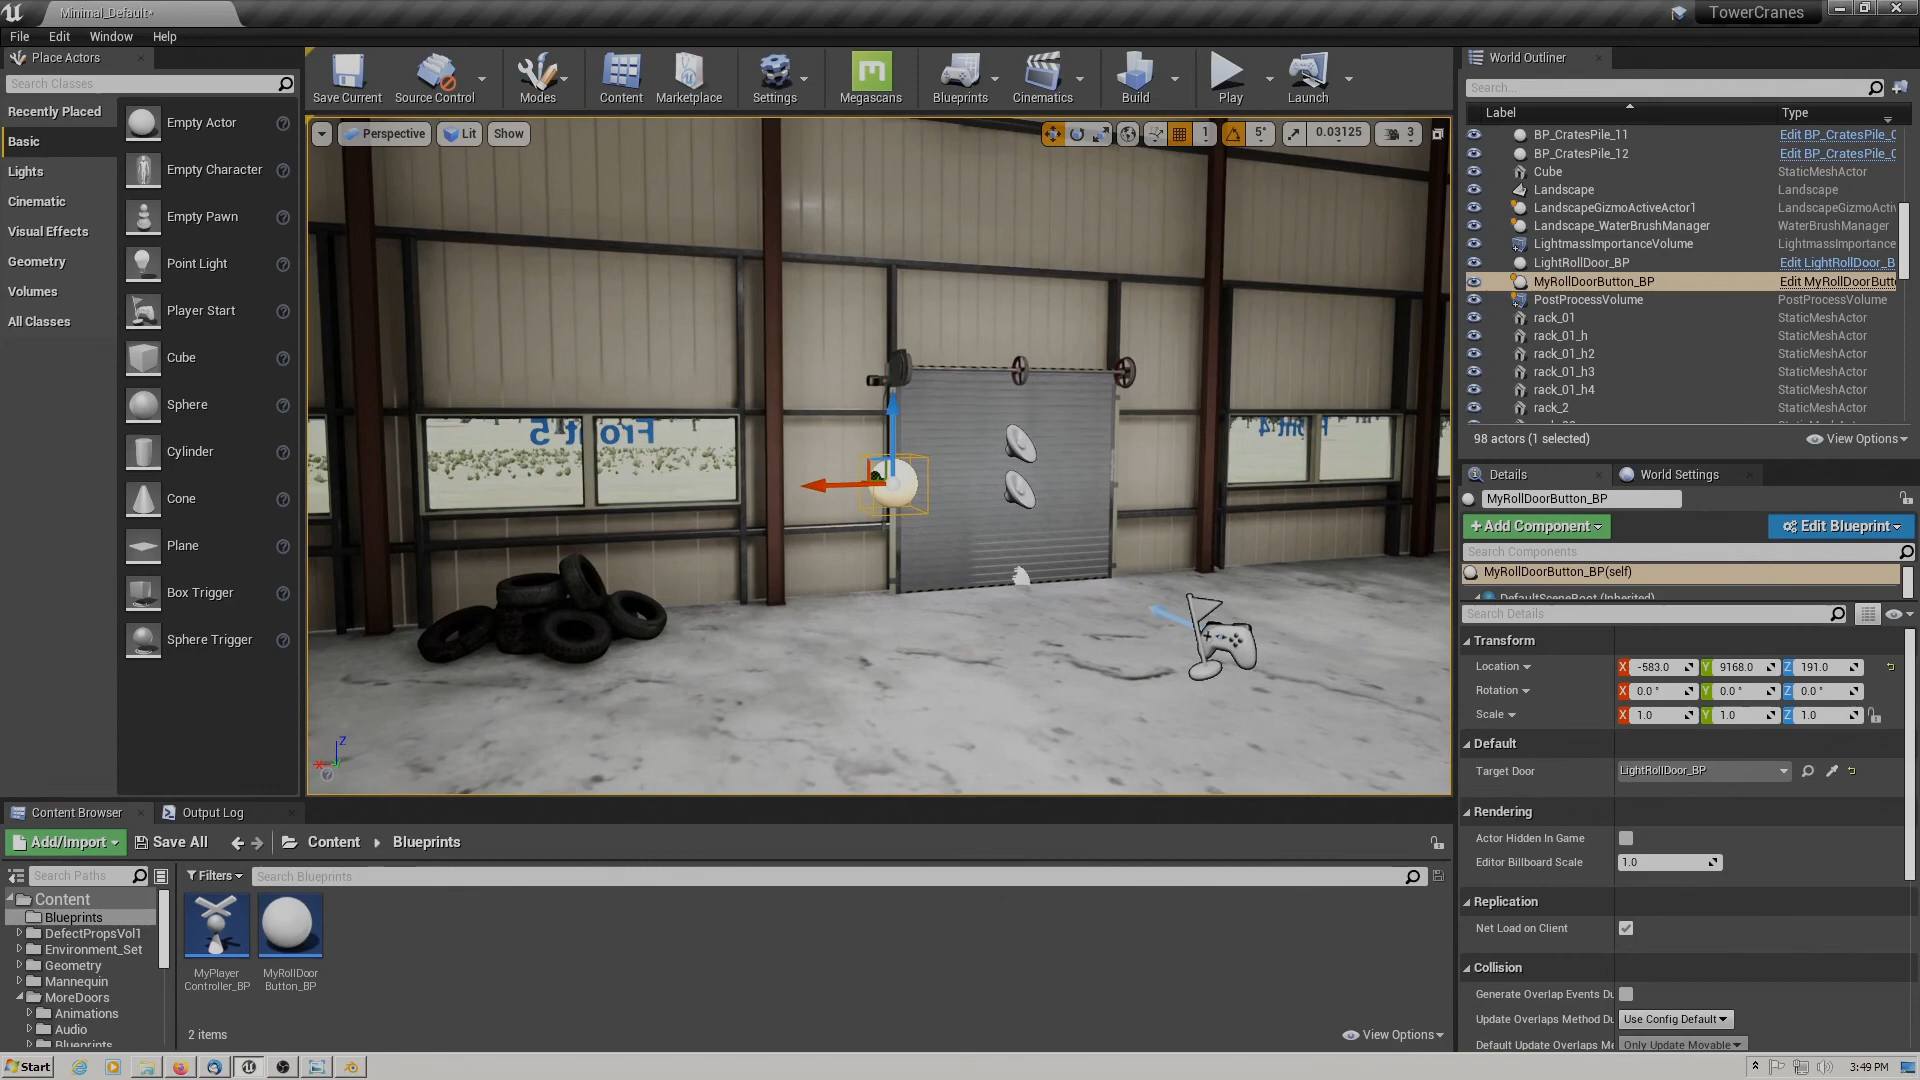 Minimal_Default•
TowerCranes
File Edit Window Help
Place Actors
Search Classes
Recently Placed
Basic
Lights
Cinematic
Visual Effects
Geometry
Volumes
All Classes
Empty Actor
Empty Character
Empty Pawn
Point Light
Player Start
Cube
Sphere
Cylinder
Cone
Plane
Box Trigger
Sphere Trigger
Save Current Source Control Modes Content Marketplace Settings Megascans Blueprints Cinematics Build Play Launch
Perspective Lit Show 1 5° 0.03125 3
Front 5
Z
X
World Outliner
Search...
Label Type
BP_CratesPile_11 Edit BP_CratesPile_0
BP_CratesPile_12 Edit BP_CratesPile_0
Cube StaticMeshActor
Landscape Landscape
LandscapeGizmoActiveActor1 LandscapeGizmoActiv
Landscape_WaterBrushManager WaterBrushManager
LightmassImportanceVolume LightmassImportance
LightRollDoor_BP Edit LightRollDoor_B
MyRollDoorButton_BP Edit MyRollDoorButt
PostProcessVolume PostProcessVolume
rack_01 StaticMeshActor
rack_01_h StaticMeshActor
rack_01_h2 StaticMeshActor
rack_01_h3 StaticMeshActor
rack_01_h4 StaticMeshActor
rack_2 StaticMeshActor
98 actors (1 selected) View Options
Details World Settings
MyRollDoorButton_BP
+Add Component Edit Blueprint
Search Components
MyRollDoorButton_BP(self)
DefaultSceneRoot (Inherited)
Search Details
Transform
Location X -583.0 Y 9168.0 Z 191.0
Rotation X 0.0 ° Y 0.0 ° Z 0.0 °
Scale X 1.0 Y 1.0 Z 1.0
Default
Target Door LightRollDoor_BP
Rendering
Actor Hidden In Game
Editor Billboard Scale 1.0
Replication
Net Load on Client
Collision
Generate Overlap Events Du
Update Overlaps Method Du Use Config Default
Default Update Overlaps Me Only Update Movable
Content Browser Output Log
Add/Import Save All Content Blueprints
Search Paths Filters Search Blueprints
Content
Blueprints
DefectPropsVol1
Environment_Set
Geometry
Mannequin
MoreDoors
Animations
Audio
Blueprints
MyPlayer
Controller_BP
MyRollDoor
Button_BP
2 items View Options
Start 3:49 PM